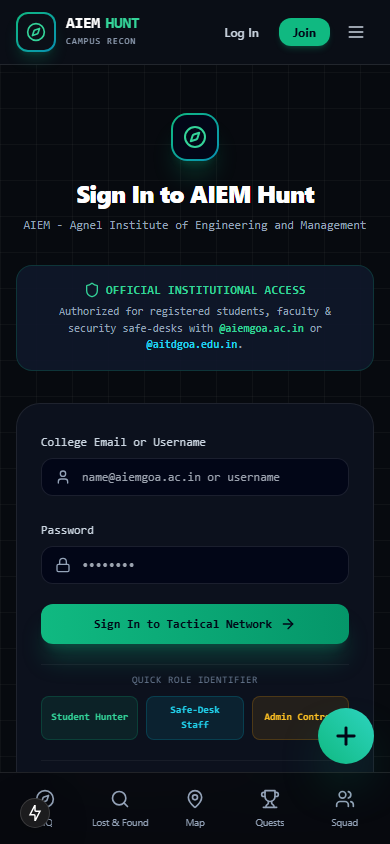 AIEM HUNT
CAMPUS RECON
Log In
Join
Sign In to AIEM Hunt
AIEM - Agnel Institute of Engineering and Management
OFFICIAL INSTITUTIONAL ACCESS
Authorized for registered students, faculty &
security safe-desks with @aiemgoa.ac.in or
@aitdgoa.edu.in.
College Email or Username
name@aiemgoa.ac.in or username
Password
••••••••
Sign In to Tactical Network →
QUICK ROLE IDENTIFIER
Student Hunter
Safe-Desk
Staff
Admin
Lost & Found
Map
Quests
Squad